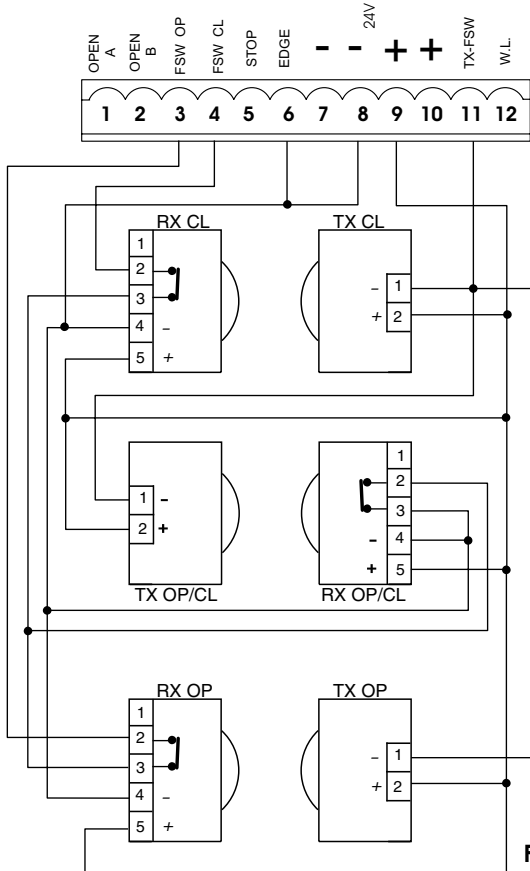 OPEN A
OPEN B
FSW OP
FSW CL
STOP
EDGE
-
-
24V
+
+
TX-FSW
W.L.
1 2 3 4 5 6 7 8 9 10 11 12
RX CL
1
2
3
4 -
5 +
TX CL
- 1
+ 2
1 -
2 +
TX OP/CL
1
2
3
- 4
+ 5
RX OP/CL
RX OP
1
2
3
4 -
5 +
TX OP
- 1
+ 2
F